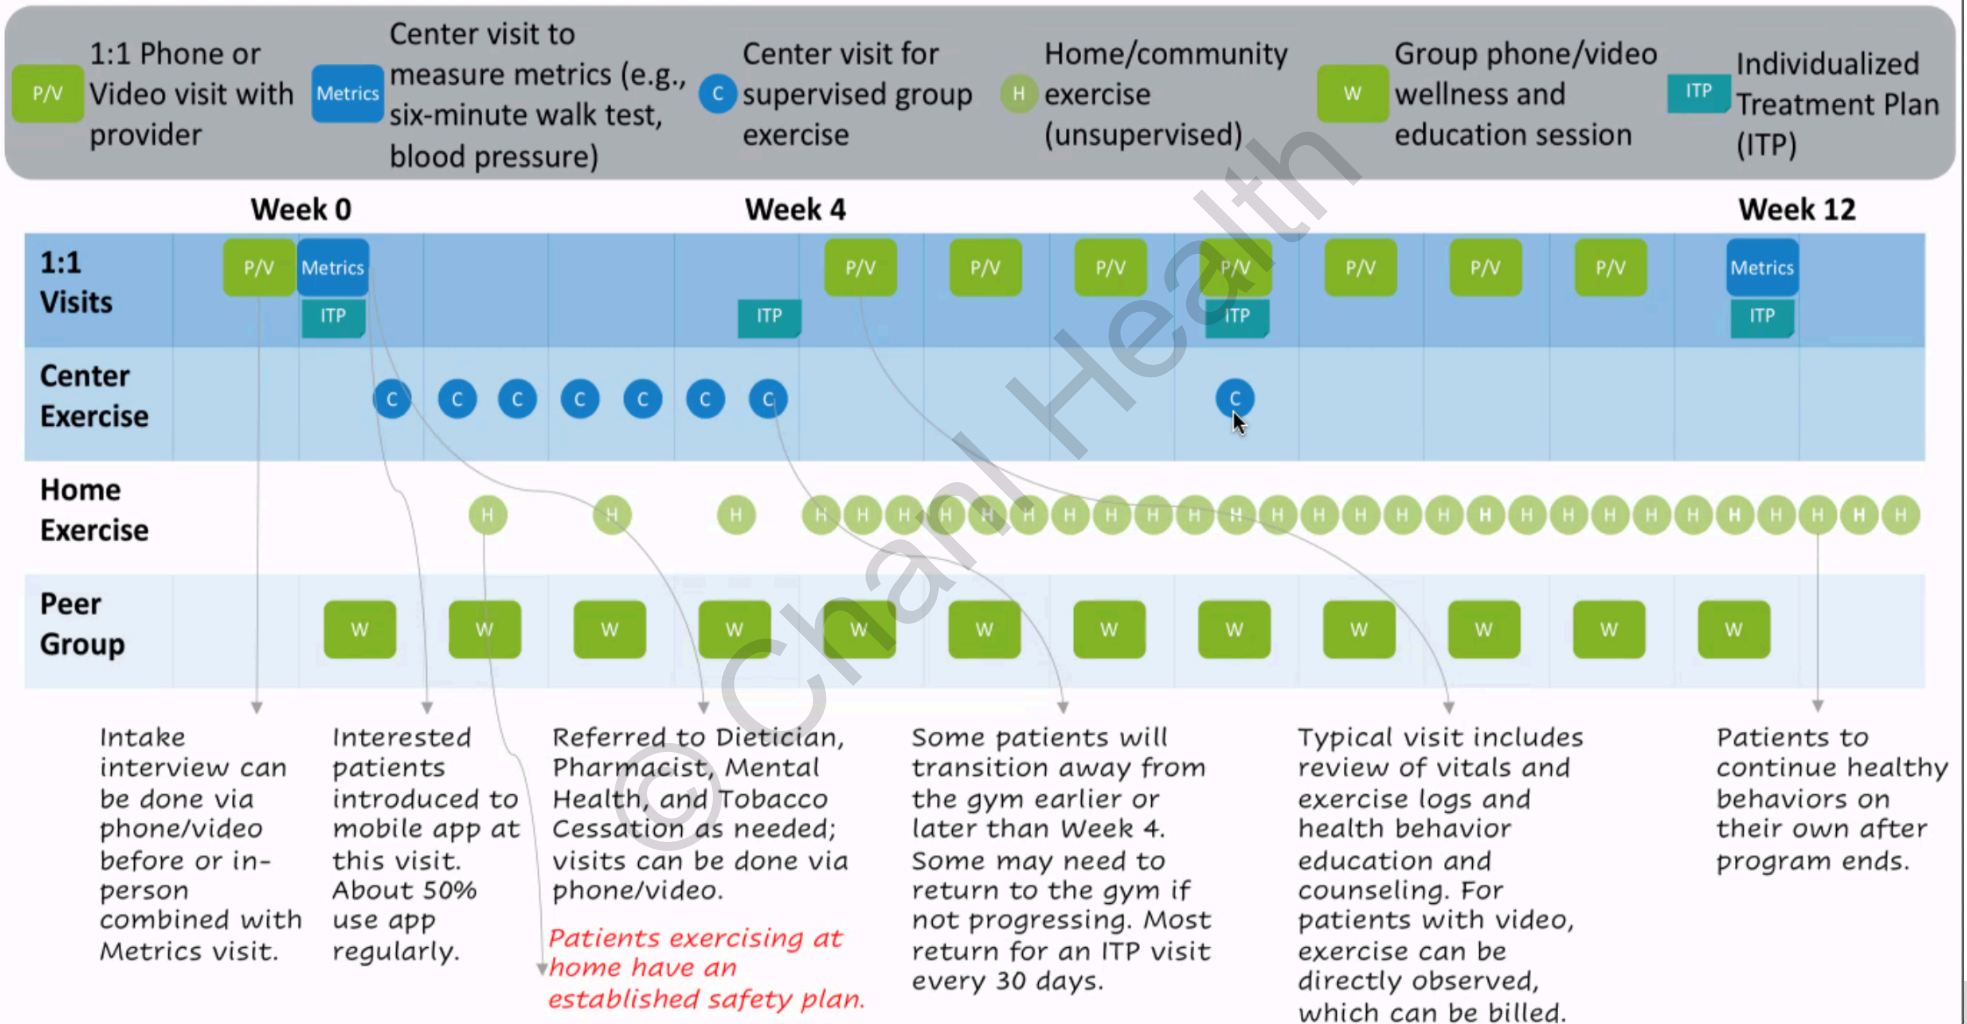 P/V
1:1 Phone or
Video visit with
provider
Metrics
Center visit to
measure metrics (e.g.,
six-minute walk test,
blood pressure)
C
Center visit for
supervised group
exercise
H
Home/community
exercise
(unsupervised)
W
Group phone/video
wellness and
education session
ITP
Individualized
Treatment Plan
(ITP)
Week 0
Week 4
Week 12
1:1
Visits
P/V Metrics P/V P/V P/V P/V P/V P/V P/V Metrics
ITP ITP ITP ITP
Center
Exercise
C C C C C C C C
Home
Exercise
H H H H H H H H H H H H H H H H H H H H H H H H H H H H H H
Peer
Group
W W W W W W W W W W W W
Intake
interview can
be done via
phone/video
before or in-
person
combined with
Metrics visit.
Interested
patients
introduced to
mobile app at
this visit.
About 50%
use app
regularly.
Referred to Dietician,
Pharmacist, Mental
Health, and Tobacco
Cessation as needed;
visits can be done via
phone/video.
Patients exercising at
home have an
established safety plan.
Some patients will
transition away from
the gym earlier or
later than Week 4.
Some may need to
return to the gym if
not progressing. Most
return for an ITP visit
every 30 days.
Typical visit includes
review of vitals and
exercise logs and
health behavior
education and
counseling. For
patients with video,
exercise can be
directly observed,
which can be billed.
Patients to
continue healthy
behaviors on
their own after
program ends.
© Chanl Health